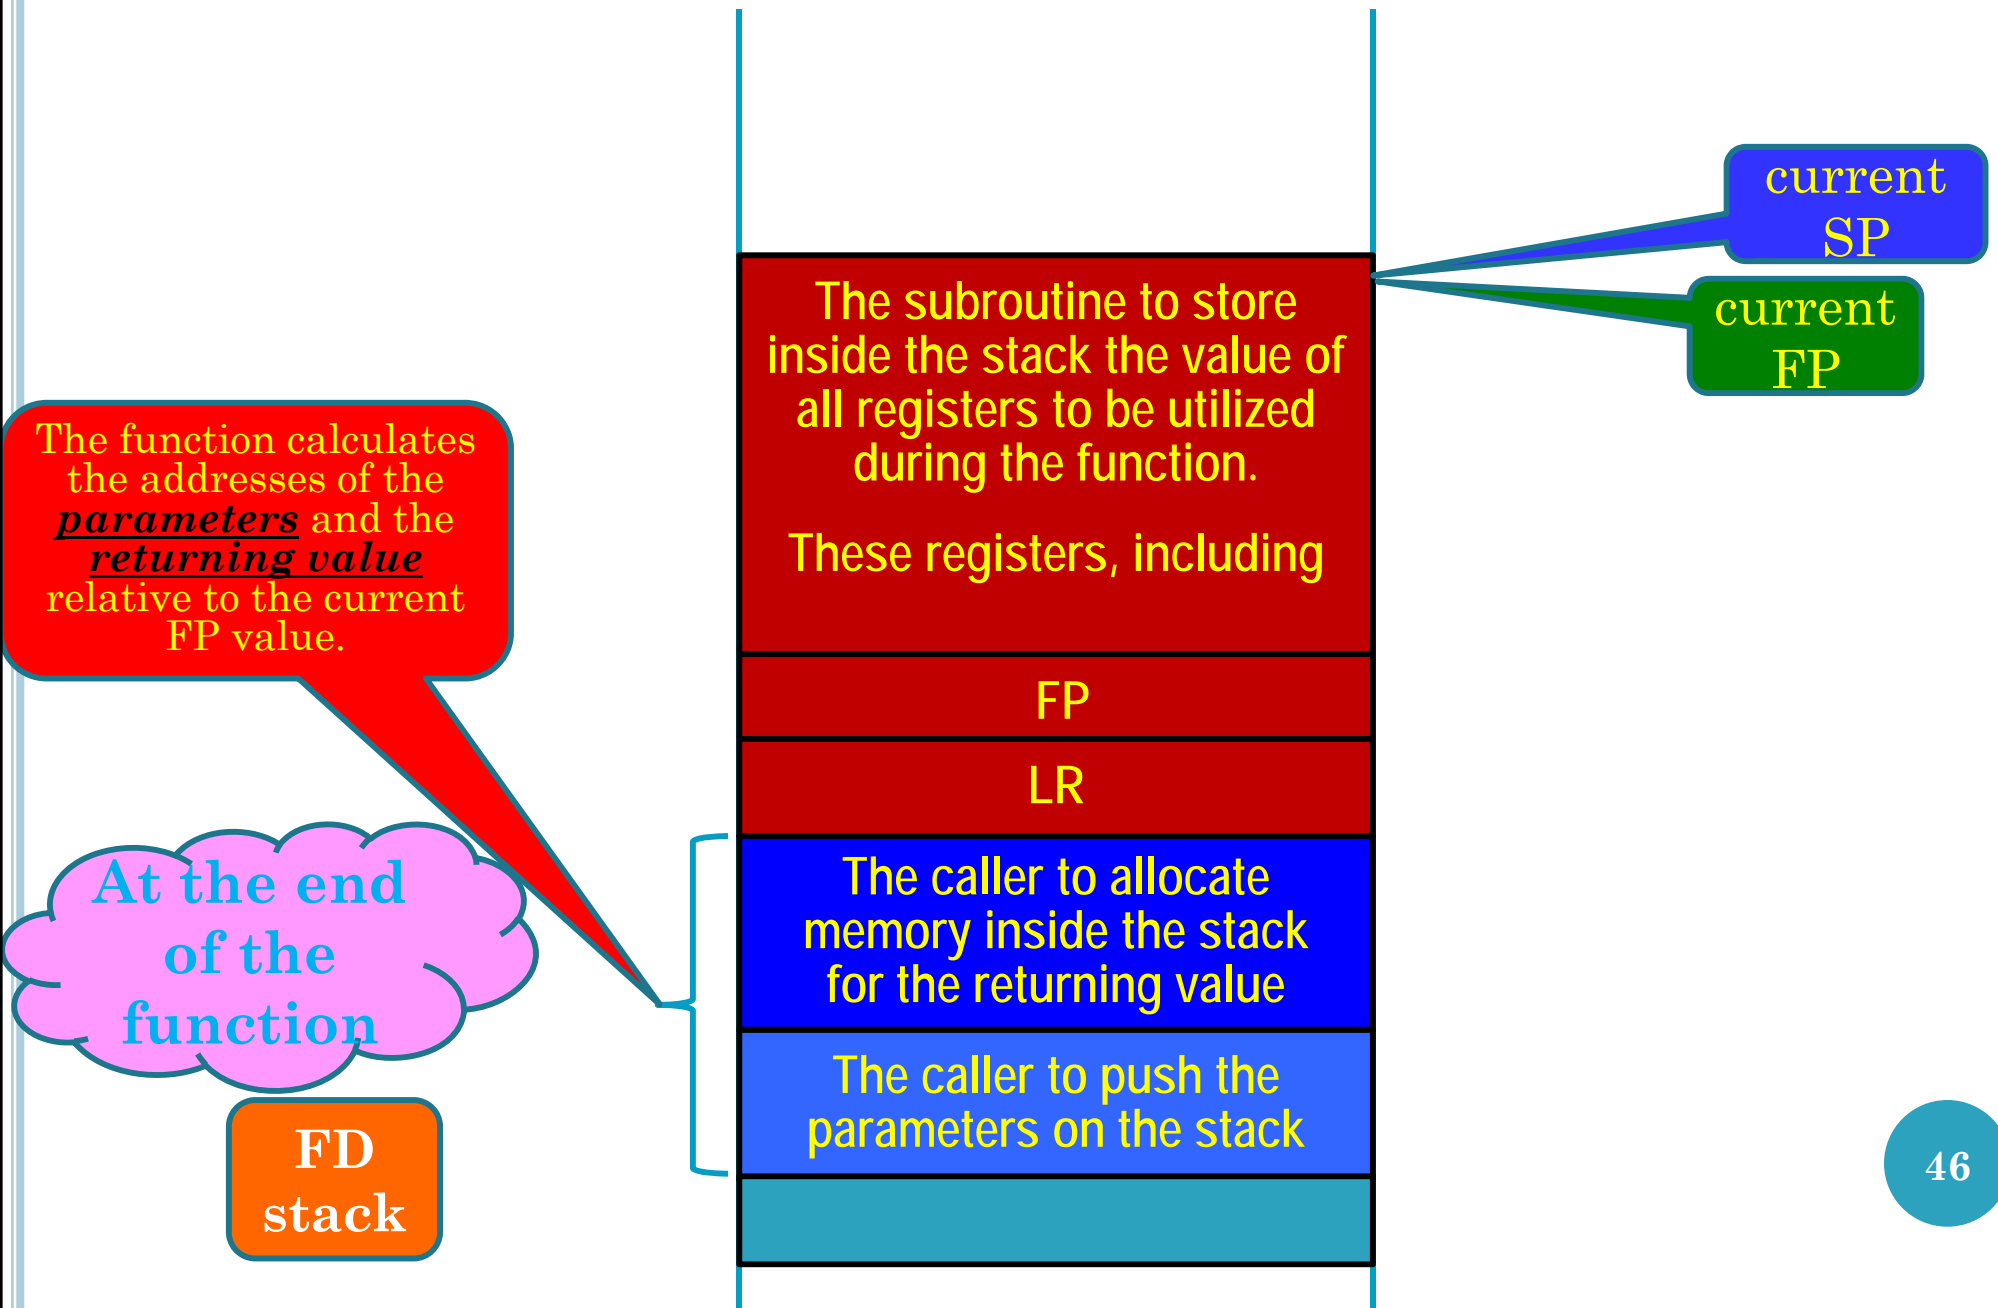 current
SP
current
FP
The subroutine to store
inside the stack the value of
all registers to be utilized
during the function.
These registers, including
FP
LR
The caller to allocate
memory inside the stack
for the returning value
The caller to push the
parameters on the stack
The function calculates
the addresses of the
parameters and the
returning value
relative to the current
FP value.
At the end
of the
function
FD
stack
46